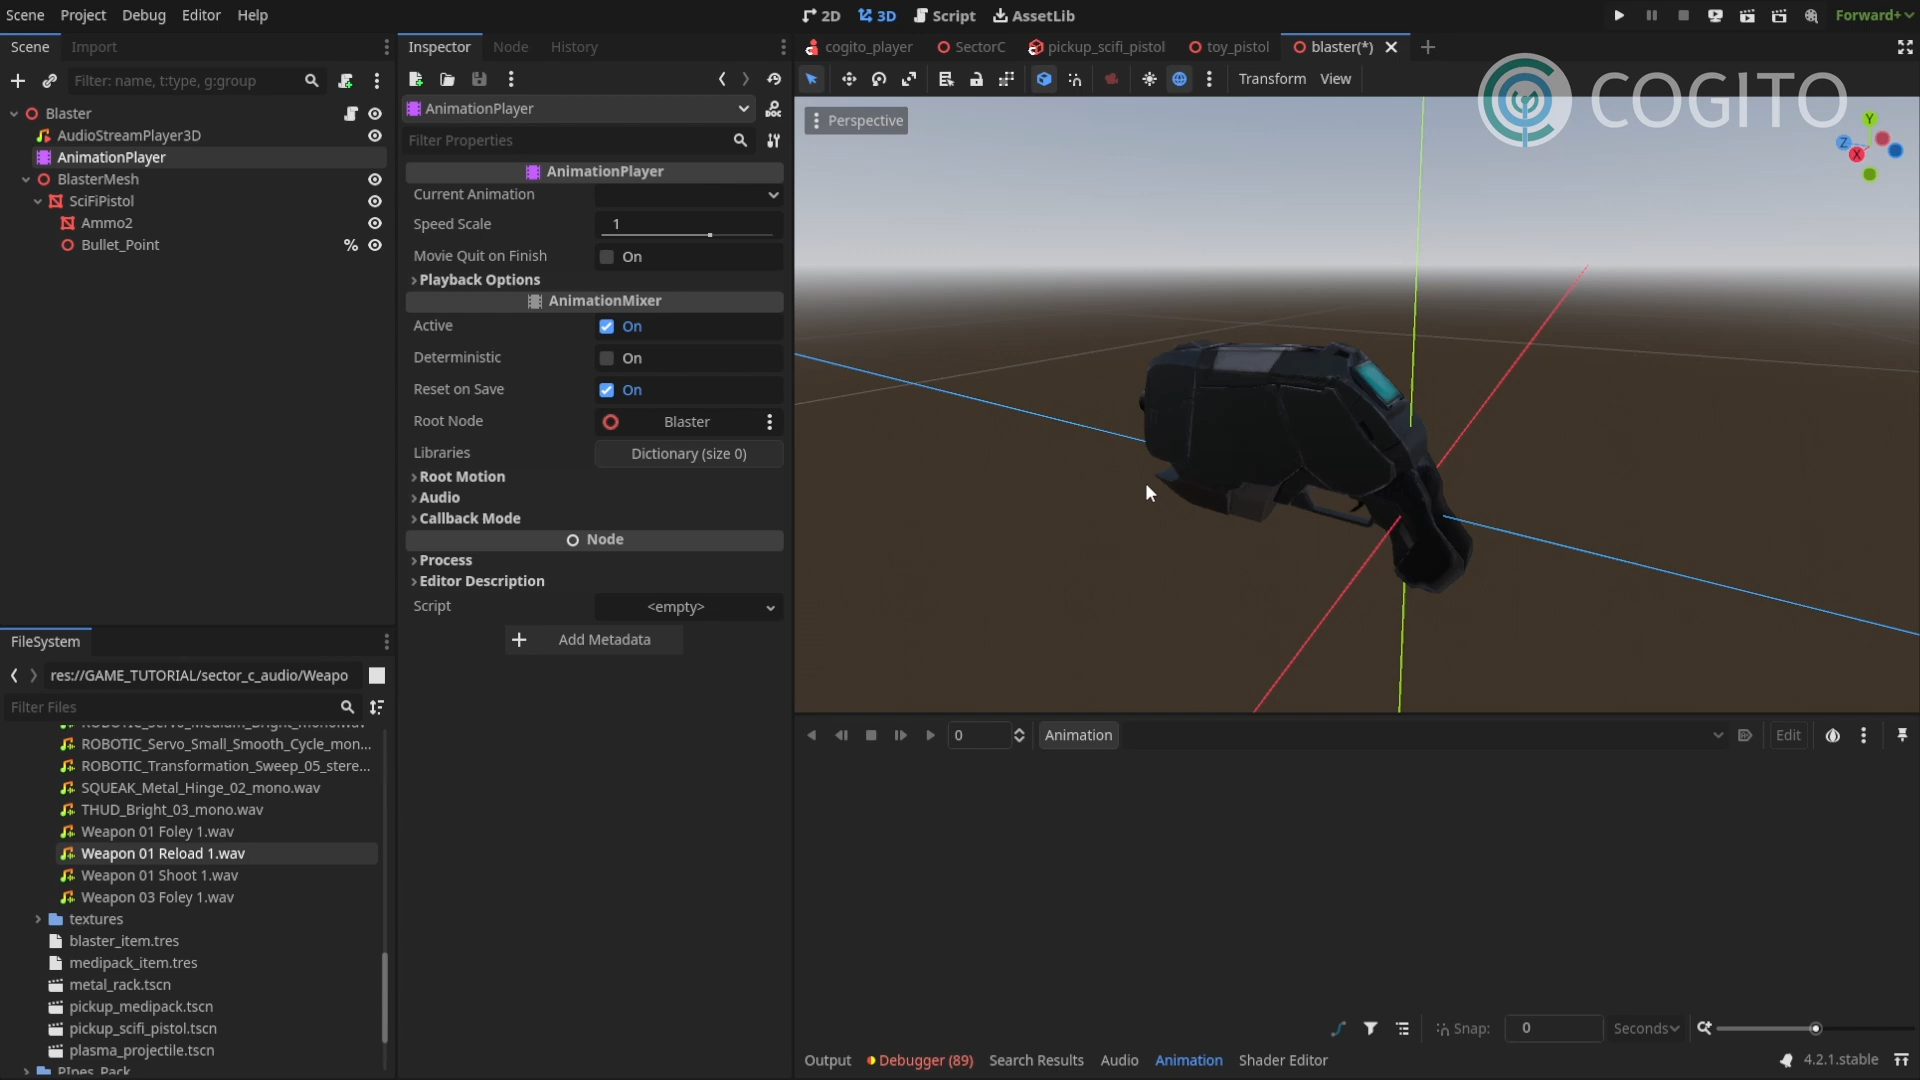 Scene Project Debug Editor Help
2D 3D Script AssetLib
Forward+
Scene Import
Inspector Node History
cogito_player SectorC pickup_scifi_pistol toy_pistol blaster(*)
Filter: name, t:type, g:group
Transform View
COGITO
Blaster
AudioStreamPlayer3D
AnimationPlayer
BlasterMesh
SciFiPistol
Ammo2
Bullet_Point
AnimationPlayer
Filter Properties
AnimationPlayer
Current Animation
Speed Scale 1
Movie Quit on Finish On
Playback Options
AnimationMixer
Active On
Deterministic On
Reset on Save On
Root Node Blaster
Libraries Dictionary (size 0)
Root Motion
Audio
Callback Mode
Node
Process
Editor Description
Script <empty>
Add Metadata
Perspective
Y
Z
X
FileSystem
res://GAME_TUTORIAL/sector_c_audio/Weapo
Filter Files
ROBOTIC_Servo_Medium_Bright_mono.wav
ROBOTIC_Servo_Small_Smooth_Cycle_mon...
ROBOTIC_Transformation_Sweep_05_stere...
SQUEAK_Metal_Hinge_02_mono.wav
THUD_Bright_03_mono.wav
Weapon 01 Foley 1.wav
Weapon 01 Reload 1.wav
Weapon 01 Shoot 1.wav
Weapon 03 Foley 1.wav
textures
blaster_item.tres
medipack_item.tres
metal_rack.tscn
pickup_medipack.tscn
pickup_scifi_pistol.tscn
plasma_projectile.tscn
PIpes_Pack
0 Animation Edit
Snap: 0 Seconds
Output Debugger (89) Search Results Audio Animation Shader Editor
4.2.1.stable